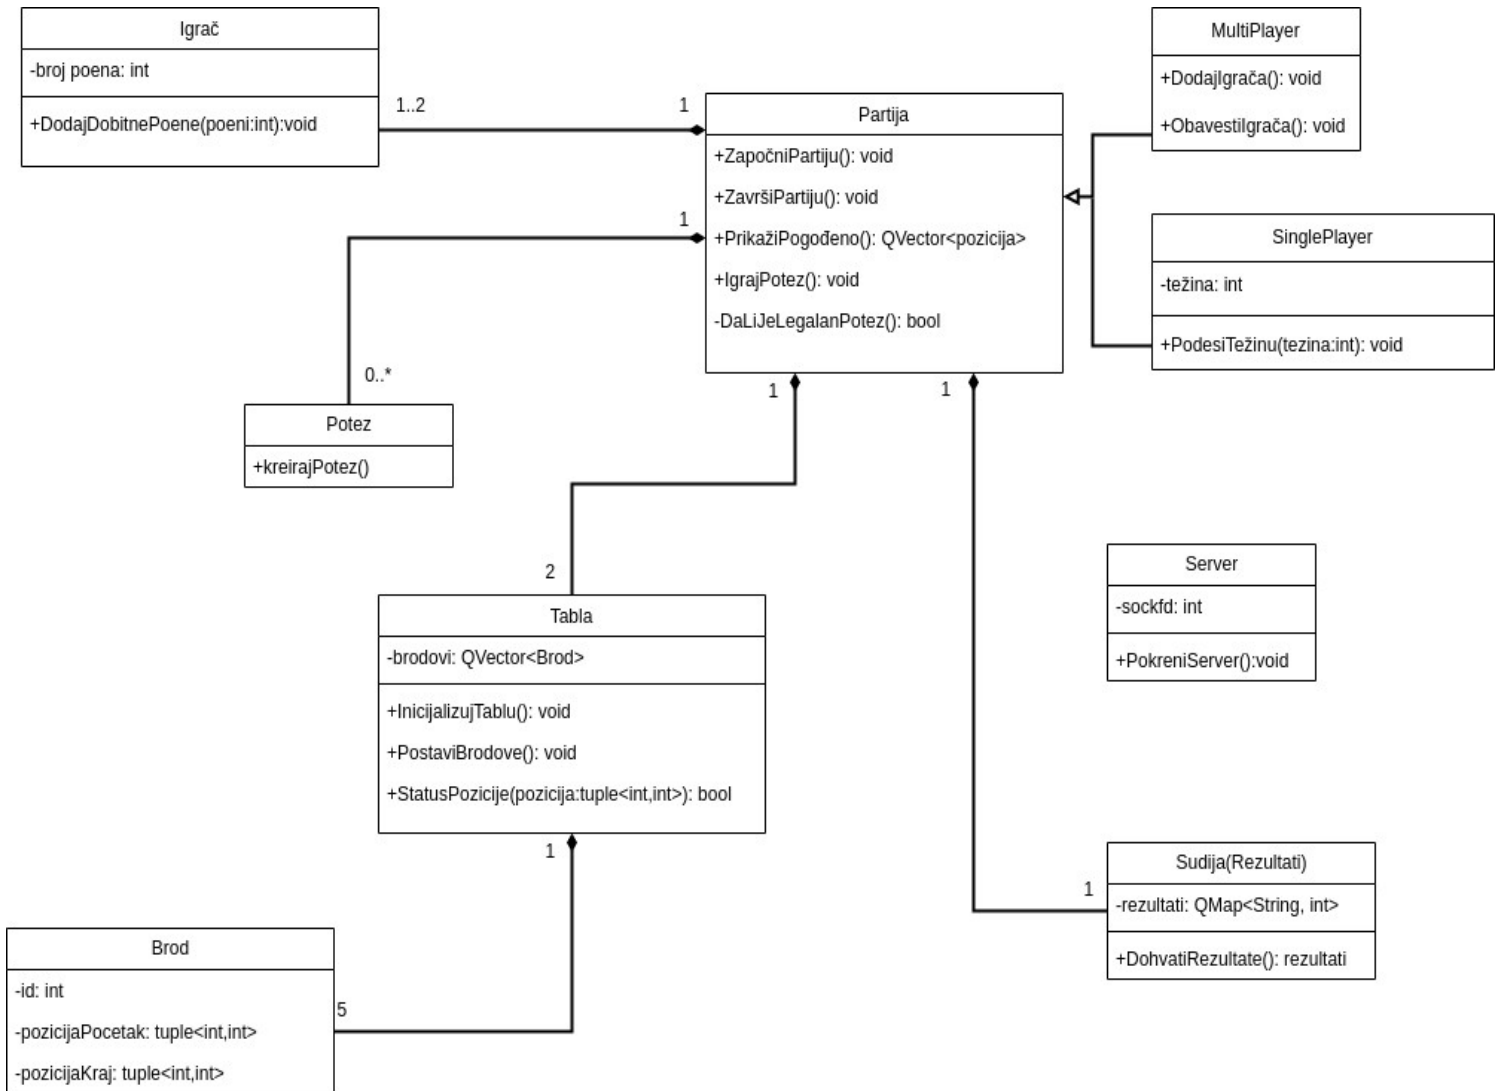 Igrač
-broj poena: int
+DodajDobitnePoene(poeni:int):void
1..2
1
Partija
+ZapočniPartiju(): void
+ZavršiPartiju(): void
+PrikažiPogođeno(): QVector<pozicija>
+IgrajPotez(): void
-DaLiJeLegalanPotez(): bool
MultiPlayer
+DodajIgrača(): void
+ObavestiIgrača(): void
SinglePlayer
-težina: int
+PodesiTežinu(tezina:int): void
1
0..*
Potez
+kreirajPotez()
1
1
2
Tabla
-brodovi: QVector<Brod>
+InicijalizujTablu(): void
+PostaviBrodove(): void
+StatusPozicije(pozicija:tuple<int,int>): bool
Server
-sockfd: int
+PokreniServer():void
1
1
Sudija(Rezultati)
-rezultati: QMap<String, int>
+DohvatiRezultate(): rezultati
Brod
-id: int
-pozicijaPocetak: tuple<int,int>
-pozicijaKraj: tuple<int,int>
5